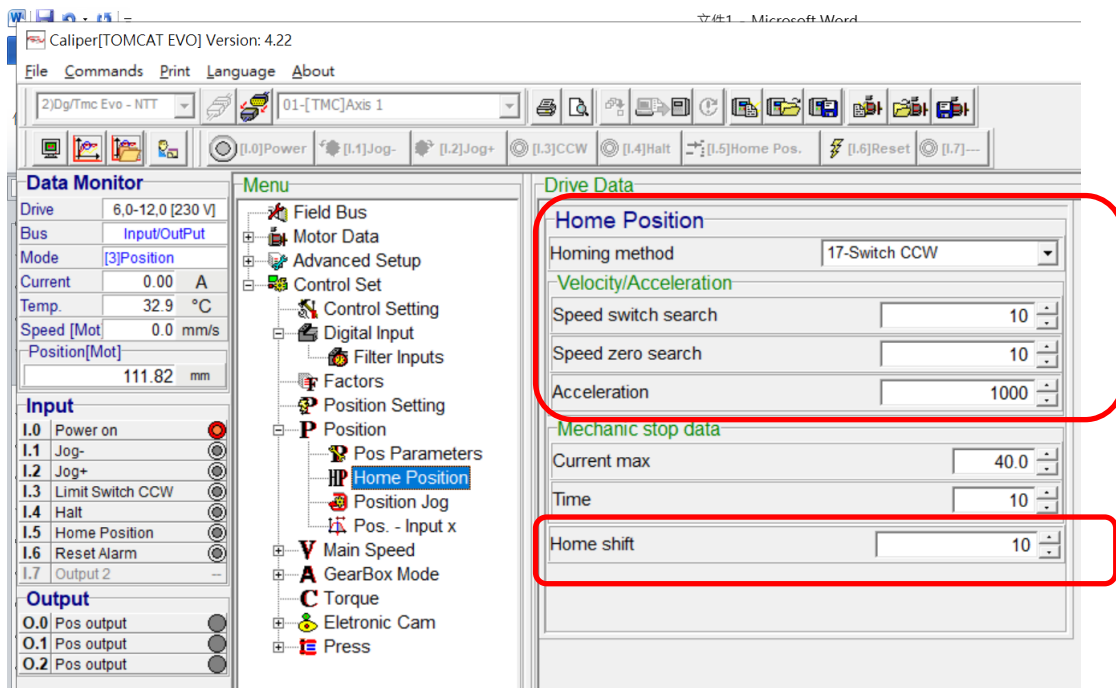 文件1 - Microsoft Word
Caliper[TOMCAT EVO] Version: 4.22
File Commands Print Language About
2)Dg/Tmc Evo - NTT
01-[TMC]Axis 1
[I.0]Power [I.1]Jog- [I.2]Jog+ [I.3]CCW [I.4]Halt [I.5]Home Pos. [I.6]Reset [I.7]---
Data Monitor
Drive 6,0-12,0 [230 V]
Bus Input/OutPut
Mode [3]Position
Current 0.00 A
Temp. 32.9 °C
Speed [Mot 0.0 mm/s
Position[Mot]
111.82 mm
Input
I.0 Power on
I.1 Jog-
I.2 Jog+
I.3 Limit Switch CCW
I.4 Halt
I.5 Home Position
I.6 Reset Alarm
I.7 Output 2 --
Output
O.0 Pos output
O.1 Pos output
O.2 Pos output
Menu
Field Bus
Motor Data
Advanced Setup
Control Set
Control Setting
Digital Input
Filter Inputs
Factors
Position Setting
P Position
Pos Parameters
HP Home Position
Position Jog
Pos. - Input x
V Main Speed
A GearBox Mode
C Torque
Eletronic Cam
Press
Drive Data
Home Position
Homing method 17-Switch CCW
Velocity/Acceleration
Speed switch search 10
Speed zero search 10
Acceleration 1000
Mechanic stop data
Current max 40.0
Time 10
Home shift 10